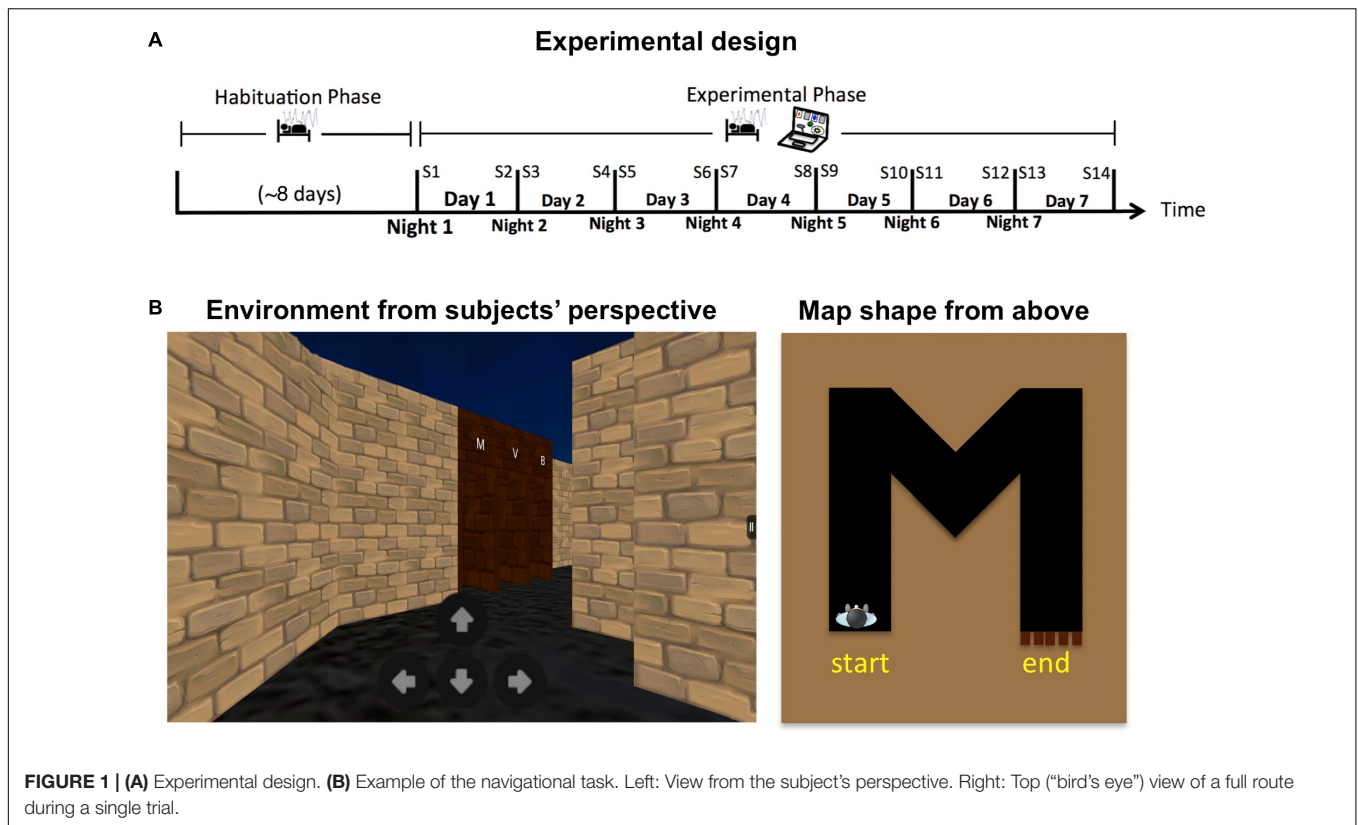 A
Experimental design
Habituation Phase
Experimental Phase
S1 S2 S3 S4 S5 S6 S7 S8 S9 S10 S11 S12 S13 S14
(~8 days) Day 1 Day 2 Day 3 Day 4 Day 5 Day 6 Day 7
Time
Night 1 Night 2 Night 3 Night 4 Night 5 Night 6 Night 7
B
Environment from subjects’ perspective
M V B
Map shape from above
start end
FIGURE 1 | (A) Experimental design. (B) Example of the navigational task. Left: View from the subject’s perspective. Right: Top (“bird’s eye”) view of a full route
during a single trial.